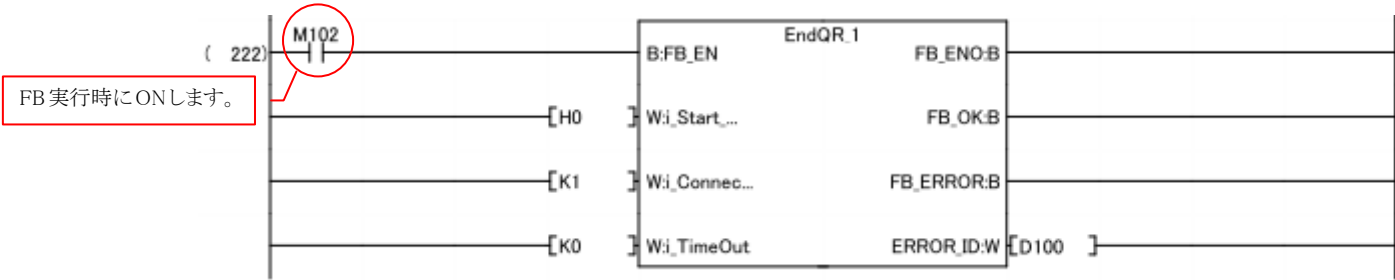 M102
EndQR_1
( 222)
B:FB_EN
FB_ENO:B
FB実行時にONします。
[H0 ]
W:i_Start_...
FB_OK:B
[K1 ]
W:i_Connec...
FB_ERROR:B
[K0 ]
W:i_TimeOut
ERROR_ID:W
[D100 ]